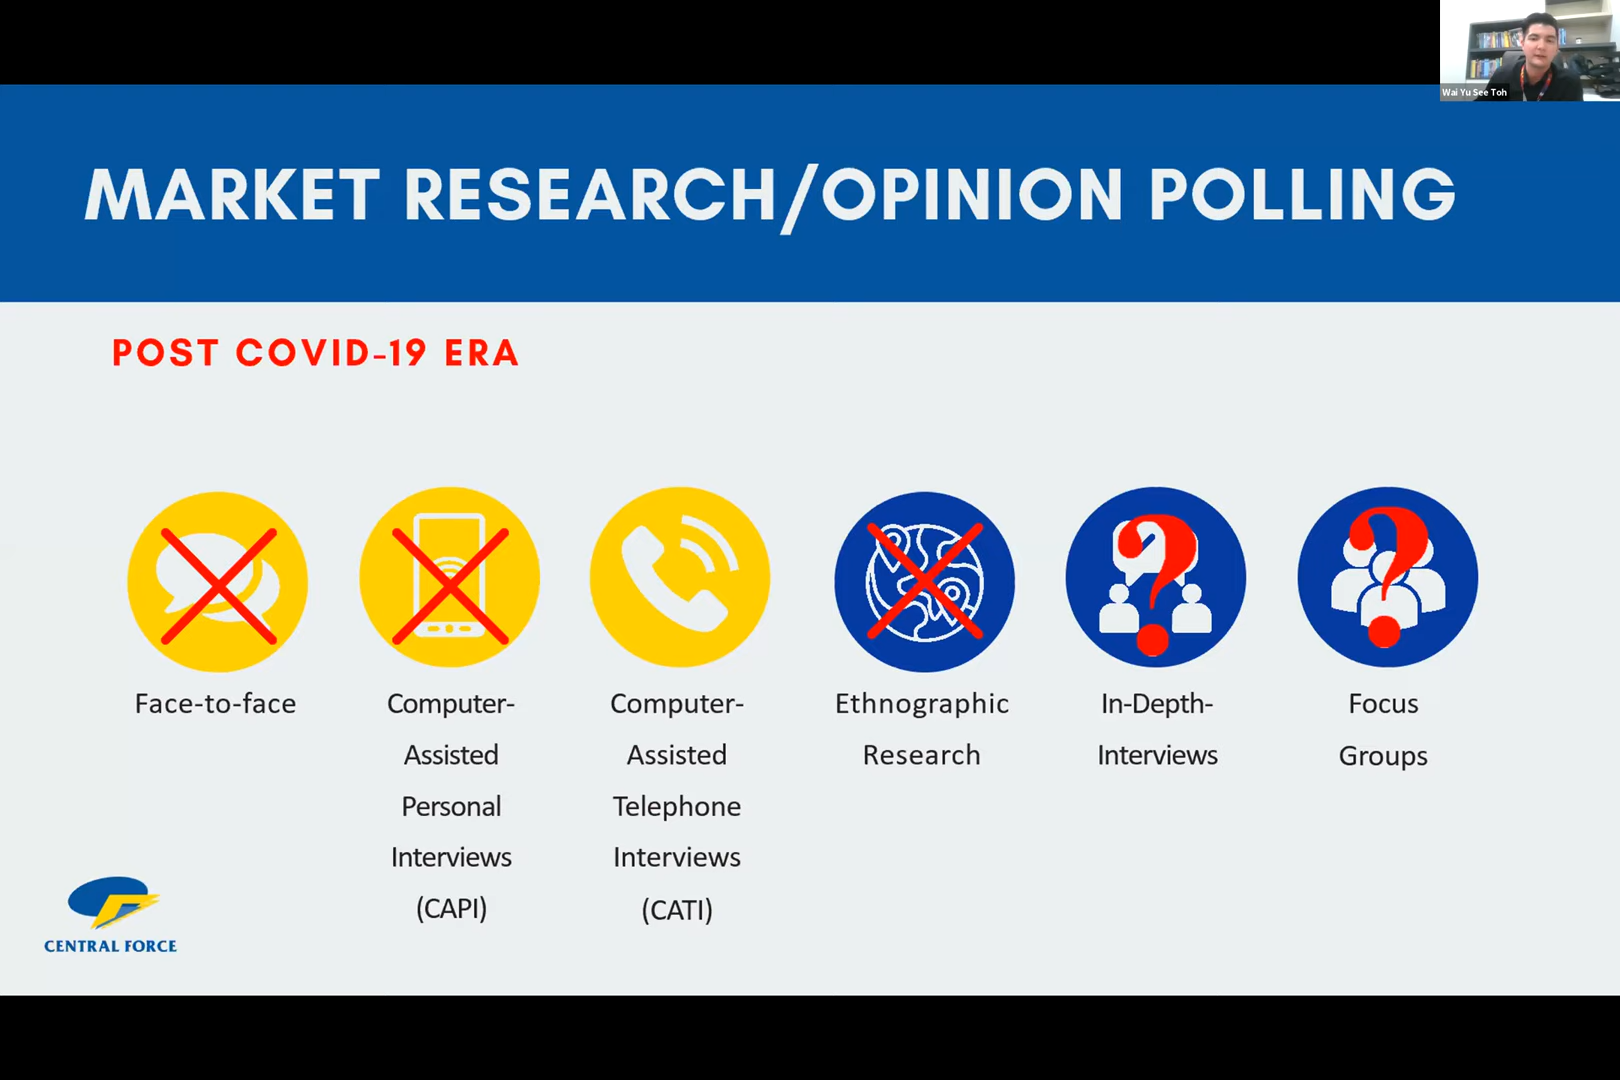 Wai Yu See Toh
MARKET RESEARCH/OPINION POLLING
POST COVID-19 ERA
Face-to-face
Computer-
Assisted
Personal
Interviews
(CAPI)
Computer-
Assisted
Telephone
Interviews
(CATI)
Ethnographic
Research
In-Depth-
Interviews
Focus
Groups
CENTRAL FORCE